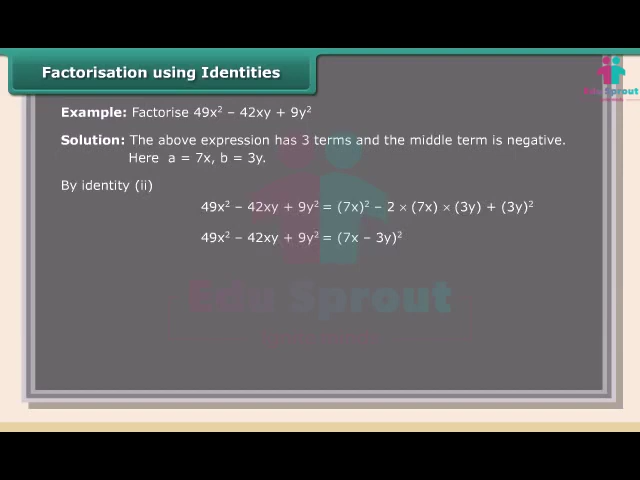 Factorisation using Identities
Edu Sprout
Example: Factorise 49x² – 42xy + 9y²
Solution: The above expression has 3 terms and the middle term is negative.
Here a = 7x, b = 3y.
By identity (ii)
49x² – 42xy + 9y² = (7x)² – 2 × (7x) × (3y) + (3y)²
49x² – 42xy + 9y² = (7x – 3y)²
Edu Sprout